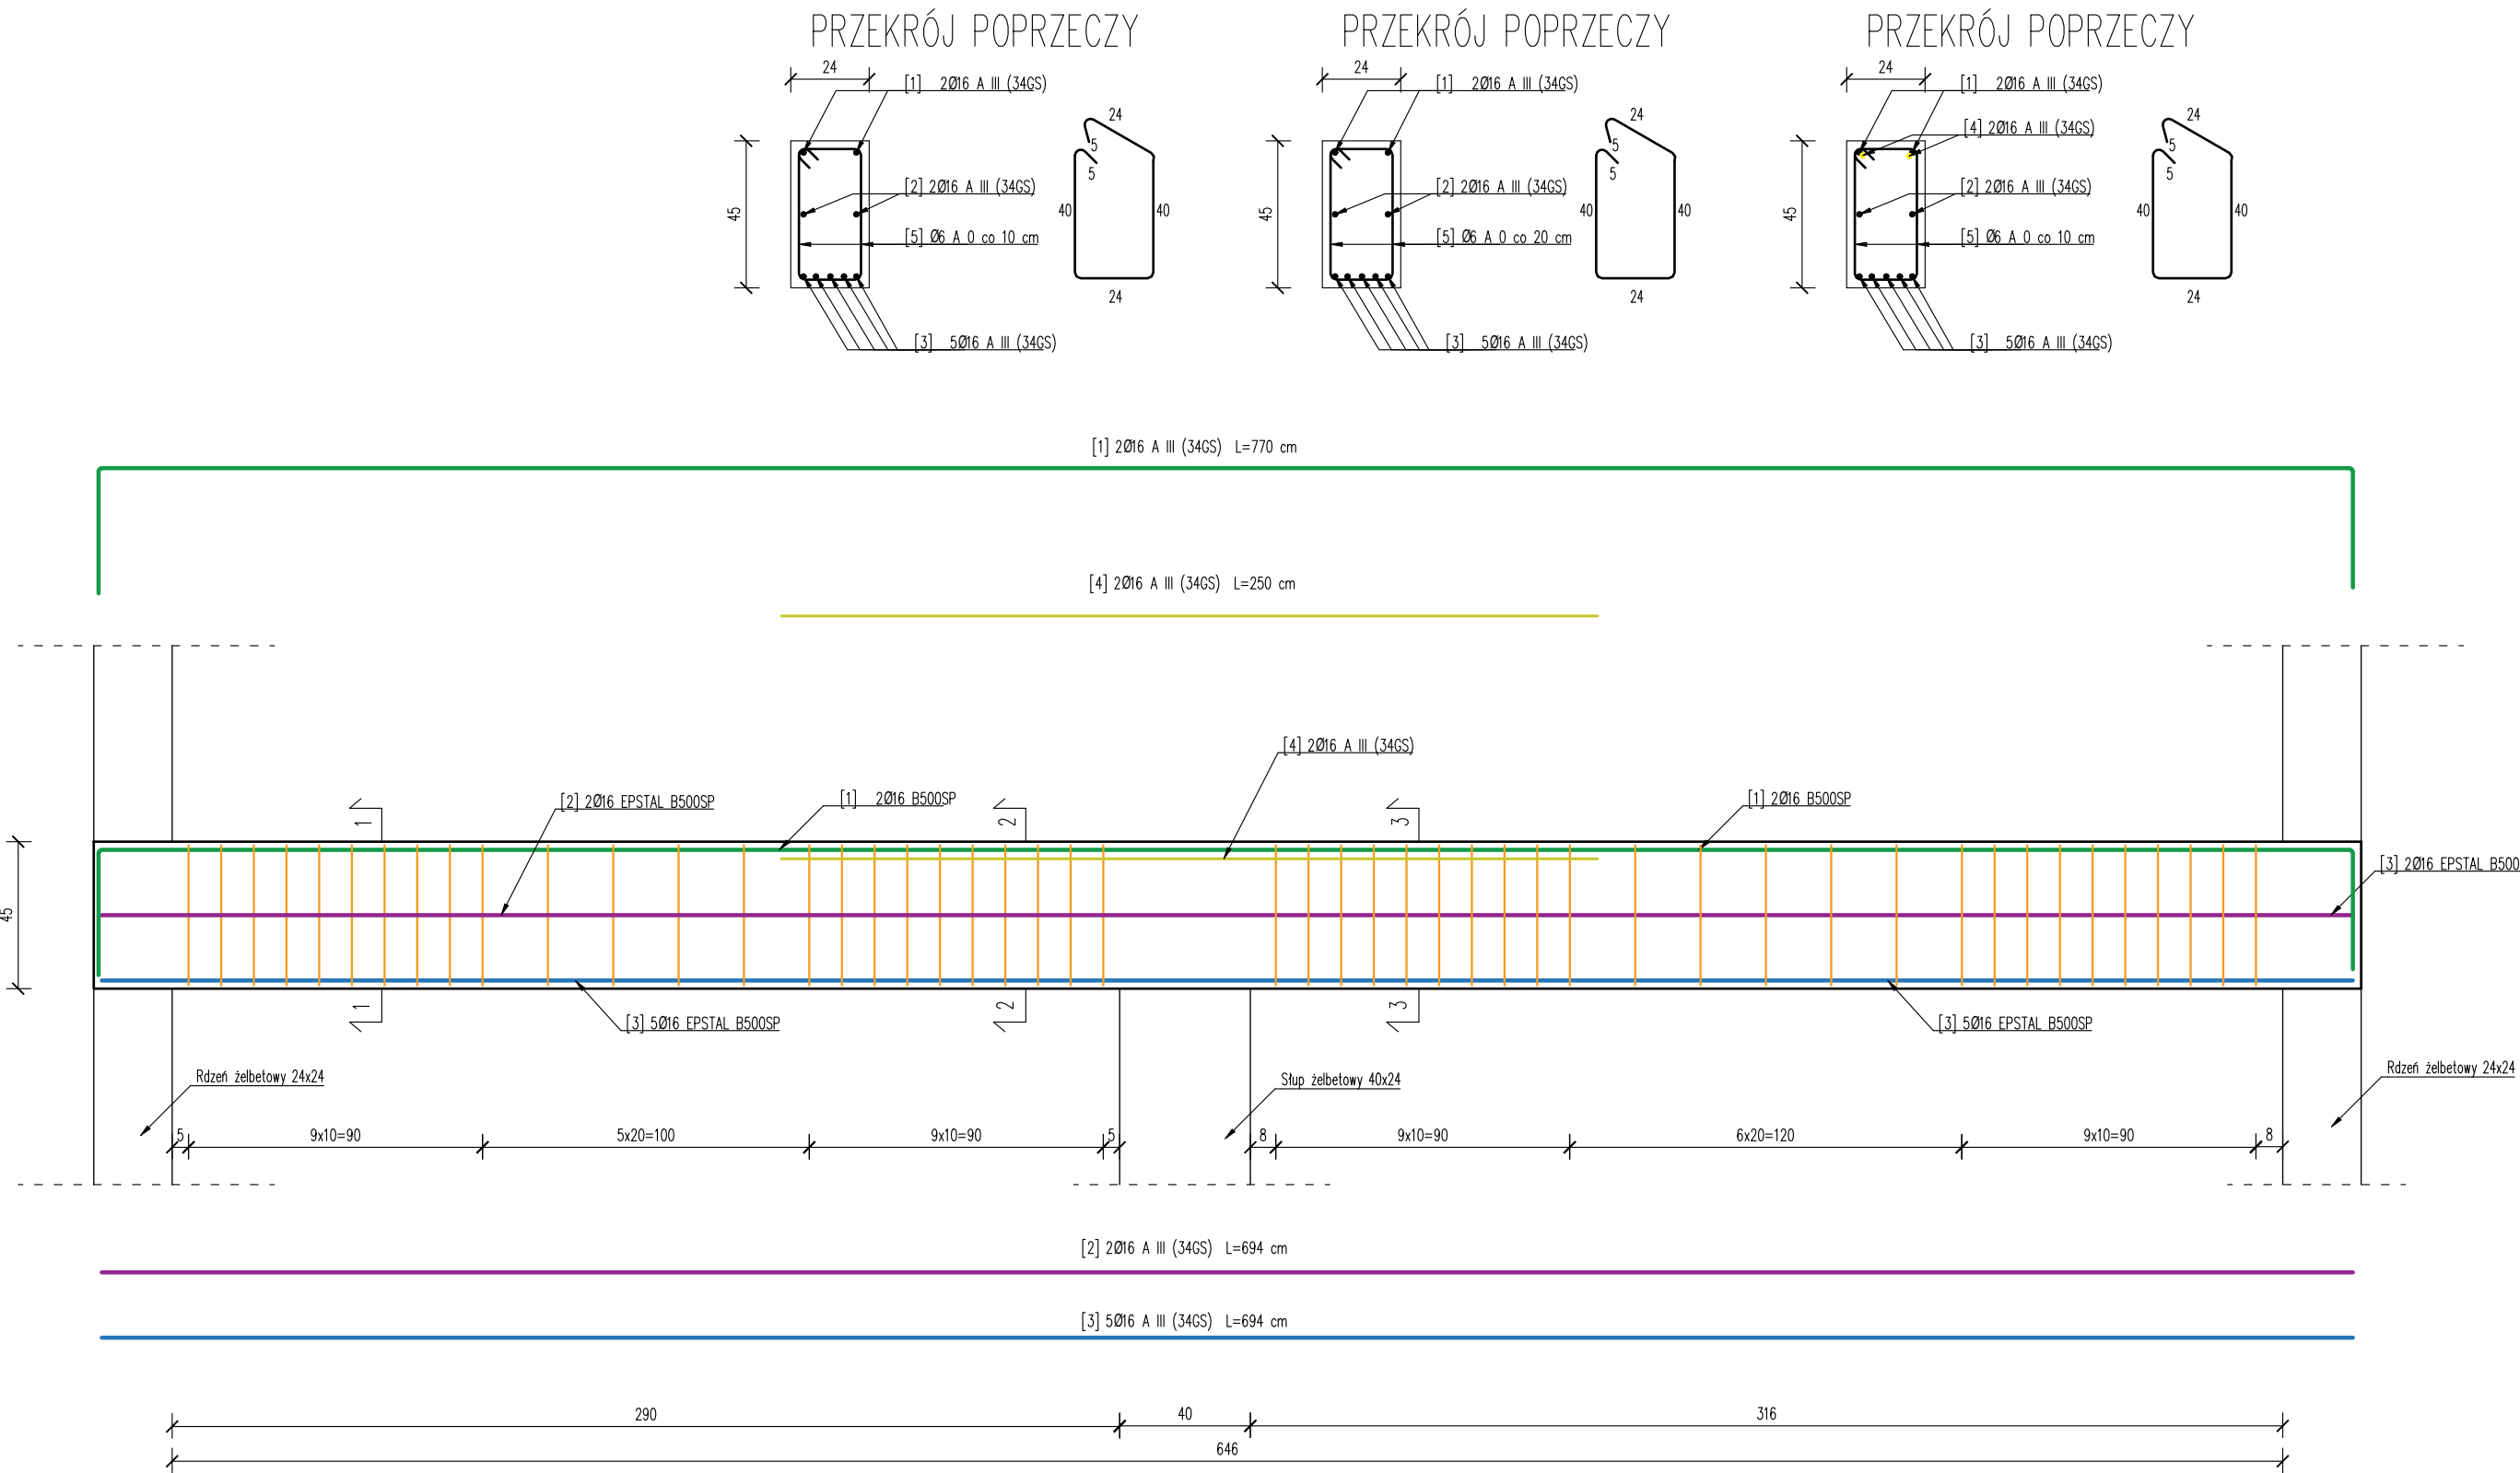 PRZEKRÓJ POPRZECZY
PRZEKRÓJ POPRZECZY
PRZEKRÓJ POPRZECZY
24
[1] 2Ø16 A III (34GS)
24
5
5
[2] 2Ø16 A III (34GS)
45
40
40
[5] Ø6 A 0 co 10 cm
24
[3] 5Ø16 A III (34GS)
24
[1] 2Ø16 A III (34GS)
24
5
5
[2] 2Ø16 A III (34GS)
45
40
40
[5] Ø6 A 0 co 20 cm
24
[3] 5Ø16 A III (34GS)
24
[1] 2Ø16 A III (34GS)
24
[4] 2Ø16 A III (34GS)
5
5
[2] 2Ø16 A III (34GS)
45
40
40
[5] Ø6 A 0 co 10 cm
24
[3] 5Ø16 A III (34GS)
[1] 2Ø16 A III (34GS) L=770 cm
[4] 2Ø16 A III (34GS) L=250 cm
[4] 2Ø16 A III (34GS)
[2] 2Ø16 EPSTAL B500SP
[1] 2Ø16 B500SP
[1] 2Ø16 B500SP
1
2
3
[3] 2Ø16 EPSTAL B500
45
1
2
3
[3] 5Ø16 EPSTAL B500SP
[3] 5Ø16 EPSTAL B500SP
Rdzeń żelbetowy 24x24
Słup żelbetowy 40x24
Rdzeń żelbetowy 24x24
5
9x10=90
5x20=100
9x10=90
5
8
9x10=90
6x20=120
9x10=90
8
[2] 2Ø16 A III (34GS) L=694 cm
[3] 5Ø16 A III (34GS) L=694 cm
290
40
316
646